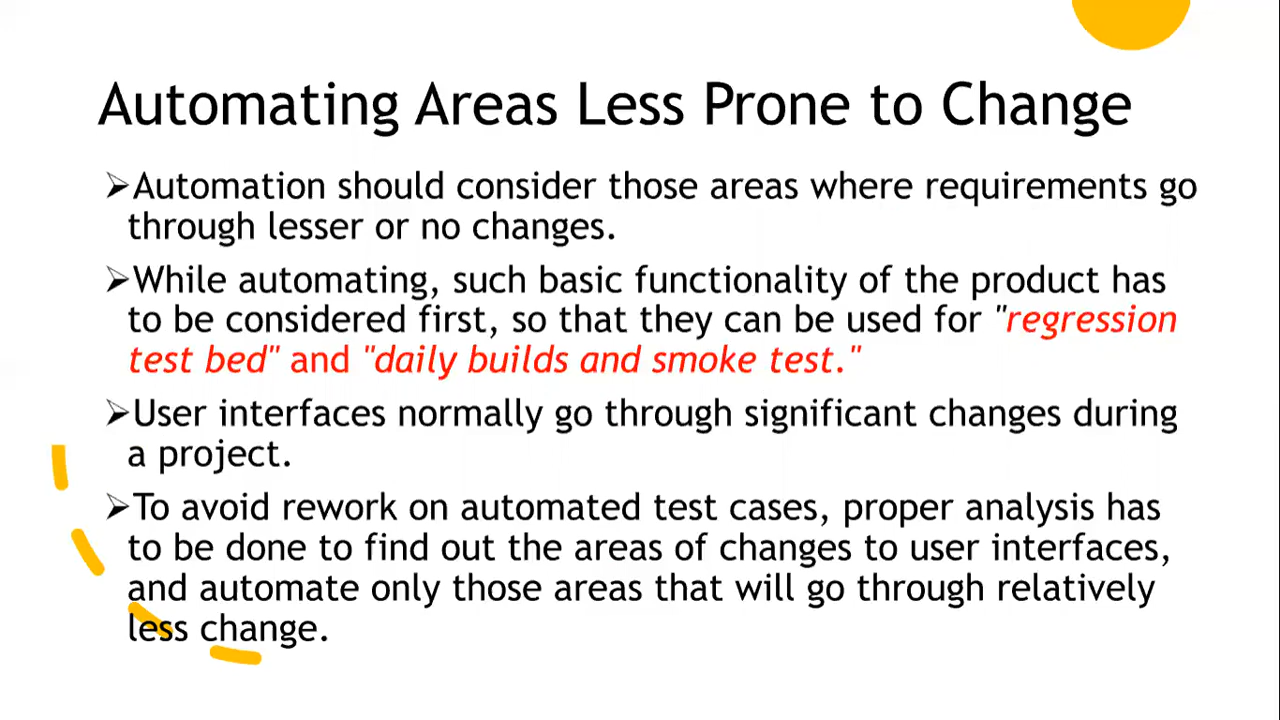 Automating Areas Less Prone to Change
➢Automation should consider those areas where requirements go
through lesser or no changes.
➢While automating, such basic functionality of the product has
to be considered first, so that they can be used for "regression
test bed" and "daily builds and smoke test."
➢User interfaces normally go through significant changes during
a project.
➢To avoid rework on automated test cases, proper analysis has
to be done to find out the areas of changes to user interfaces,
and automate only those areas that will go through relatively
less change.